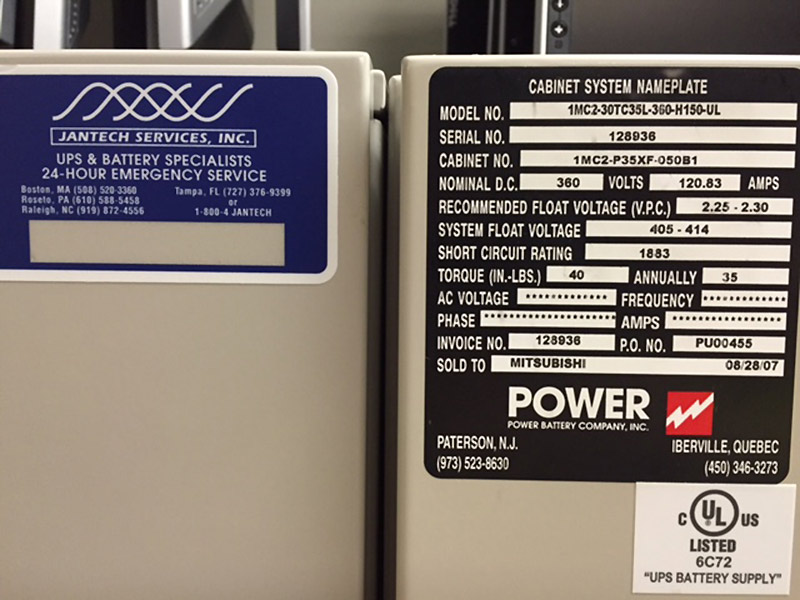 JANTECH SERVICES, INC.
UPS & BATTERY SPECIALISTS
24-HOUR EMERGENCY SERVICE
Boston, MA (508) 520-3360 Tampa, FL (727) 376-9399
Roseto, PA (610) 588-5458 or
Raleigh, NC (919) 872-4556 1-800-4 JANTECH
CABINET SYSTEM NAMEPLATE
MODEL NO. 1MC2-30TC35L-360-H150-UL
SERIAL NO. 128936
CABINET NO. 1MC2-P35XF-050B1
NOMINAL D.C. 360 VOLTS 120.83 AMPS
RECOMMENDED FLOAT VOLTAGE (V.P.C.) 2.25 - 2.30
SYSTEM FLOAT VOLTAGE 405 - 414
SHORT CIRCUIT RATING 1883
TORQUE (IN.-LBS.) 40 ANNUALLY 35
AC VOLTAGE ************ FREQUENCY ************
PHASE ****************** AMPS ****************
INVOICE NO. 128936 P.O. NO. PU00455
SOLD TO MITSUBISHI 08/28/07
POWER
POWER BATTERY COMPANY, INC.
PATERSON, N.J. IBERVILLE, QUEBEC
(973) 523-8630 (450) 346-3273
C UL US
LISTED
6C72
"UPS BATTERY SUPPLY"